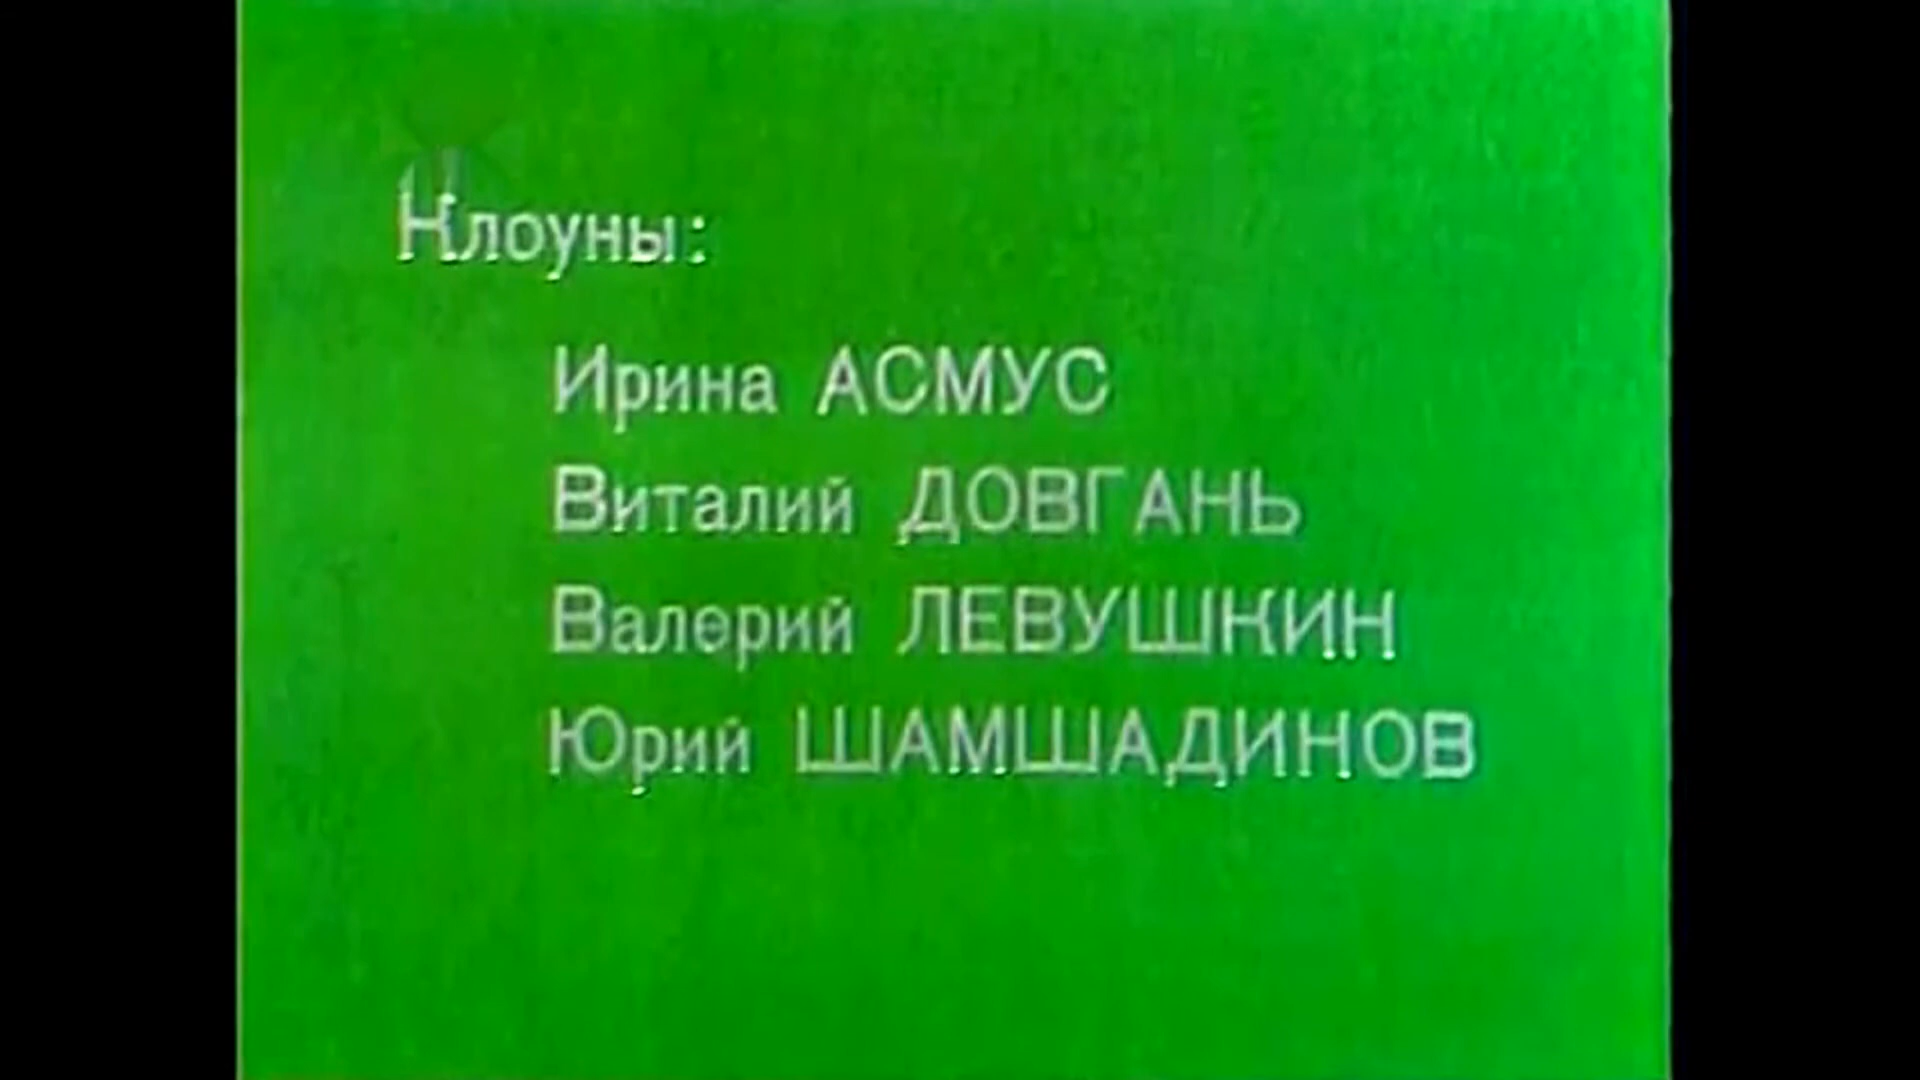 Клоуны:
Ирина АСМУС
Виталий ДОВГАНЬ
Валерий ЛЕВУШКИН
Юрий ШАМШАДИНОВ